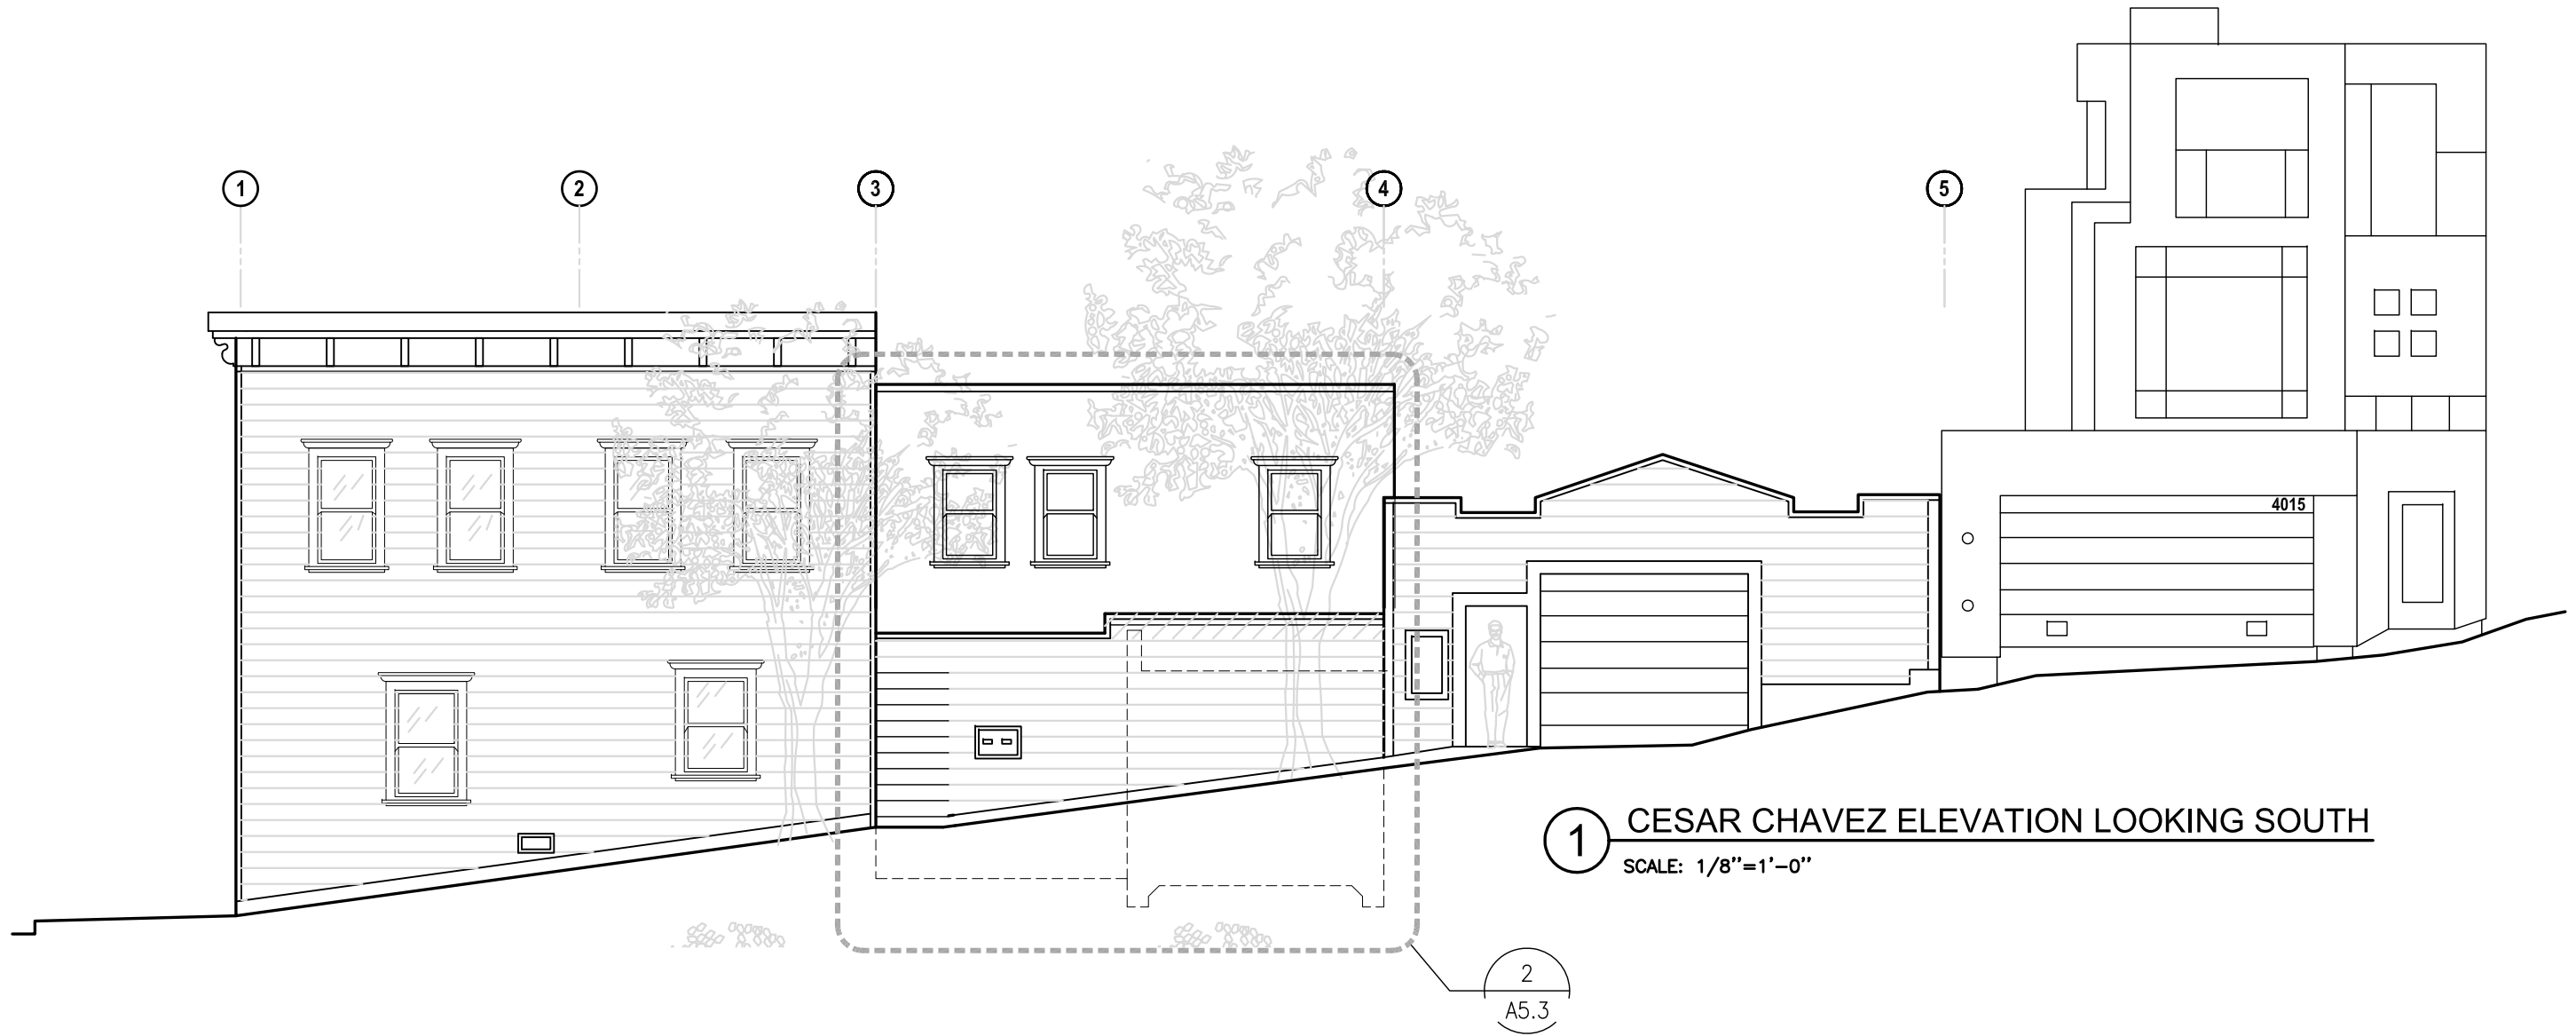 1 2 3 4 5
4015
1 CESAR CHAVEZ ELEVATION LOOKING SOUTH
SCALE: 1/8"=1'-0"
2
A5.3